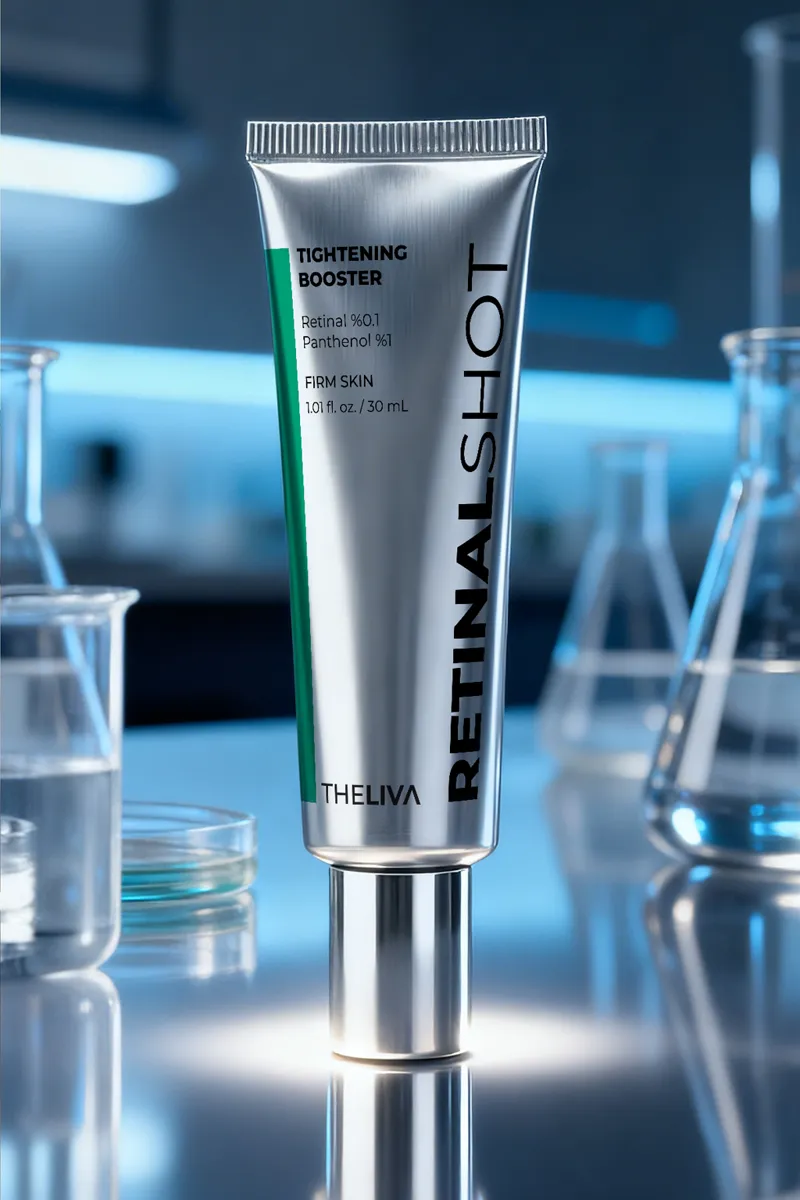 TIGHTENING
BOOSTER
Retinal %0.1
Panthenol %1
FIRM SKIN
1.01 fl. oz. / 30 mL
RETINALSHOT
THELIVA